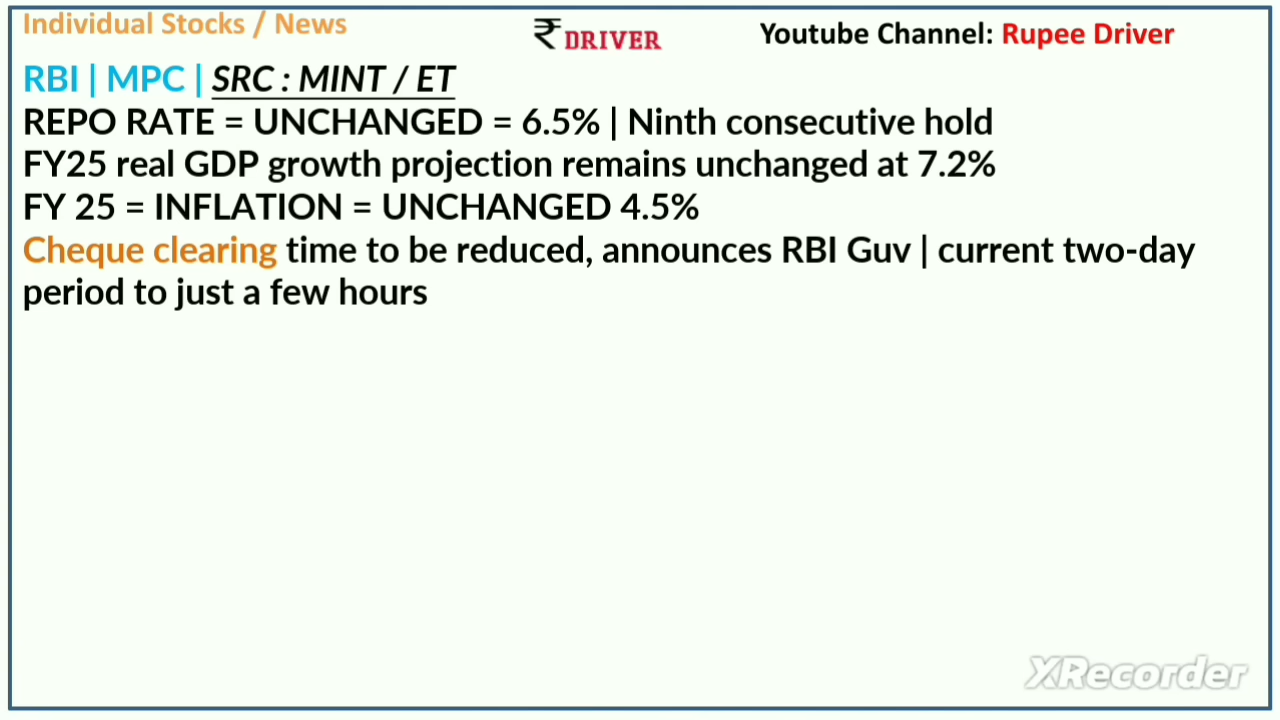 Individual Stocks / News
₹ DRIVER
Youtube Channel: Rupee Driver
RBI | MPC | SRC : MINT / ET
REPO RATE = UNCHANGED = 6.5% | Ninth consecutive hold
FY25 real GDP growth projection remains unchanged at 7.2%
FY 25 = INFLATION = UNCHANGED 4.5%
Cheque clearing time to be reduced, announces RBI Guv | current two-day
period to just a few hours
XRecorder